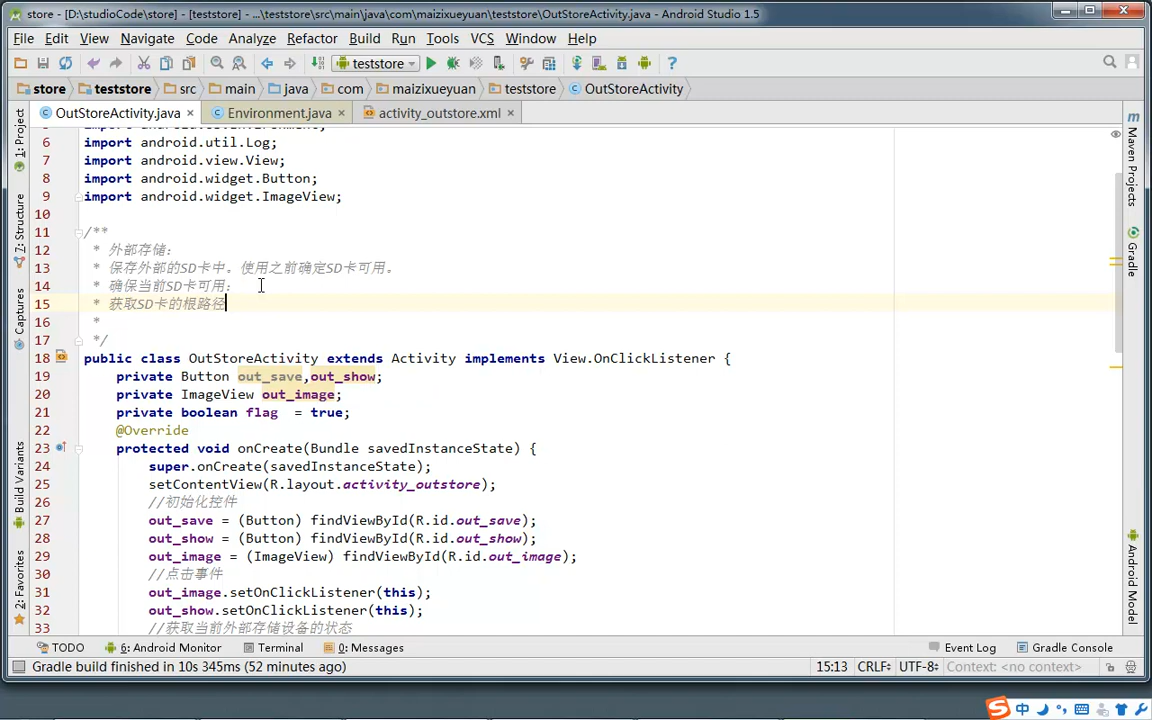 store - [D:\studioCode\store] - [teststore] - ...\teststore\src\main\java\com\maizixueyuan\teststore\OutStoreActivity.java - Android Studio 1.5
File Edit View Navigate Code Analyze Refactor Build Run Tools VCS Window Help
teststore
store teststore src main java com maizixueyuan teststore OutStoreActivity
OutStoreActivity.java Environment.java activity_outstore.xml
1: Project
7: Structure
Captures
Build Variants
2: Favorites
6 import android.util.Log;
7 import android.view.View;
8 import android.widget.Button;
9 import android.widget.ImageView;
10
11 /**
12 * 外部存储：
13 * 保存外部的SD卡中。使用之前确定SD卡可用。
14 * 确保当前SD卡可用：
15 * 获取SD卡的根路径
16 *
17 */
18 public class OutStoreActivity extends Activity implements View.OnClickListener {
19 private Button out_save,out_show;
20 private ImageView out_image;
21 private boolean flag  = true;
22 @Override
23 protected void onCreate(Bundle savedInstanceState) {
24 super.onCreate(savedInstanceState);
25 setContentView(R.layout.activity_outstore);
26 //初始化控件
27 out_save = (Button) findViewById(R.id.out_save);
28 out_show = (Button) findViewById(R.id.out_show);
29 out_image = (ImageView) findViewById(R.id.out_image);
30 //点击事件
31 out_image.setOnClickListener(this);
32 out_show.setOnClickListener(this);
33 //获取当前外部存储设备的状态
Maven Projects
Gradle
Android Model
TODO 6: Android Monitor Terminal 0: Messages Event Log Gradle Console
Gradle build finished in 10s 345ms (52 minutes ago) 15:13 CRLF UTF-8 Context: <no context>
中